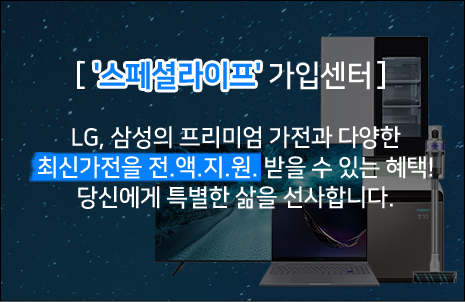 [ '스페셜라이프' 가입센터 ]
LG, 삼성의 프리미엄 가전과 다양한
최신가전을 전.액.지.원. 받을 수 있는 혜택!
당신에게 특별한 삶을 선사합니다.